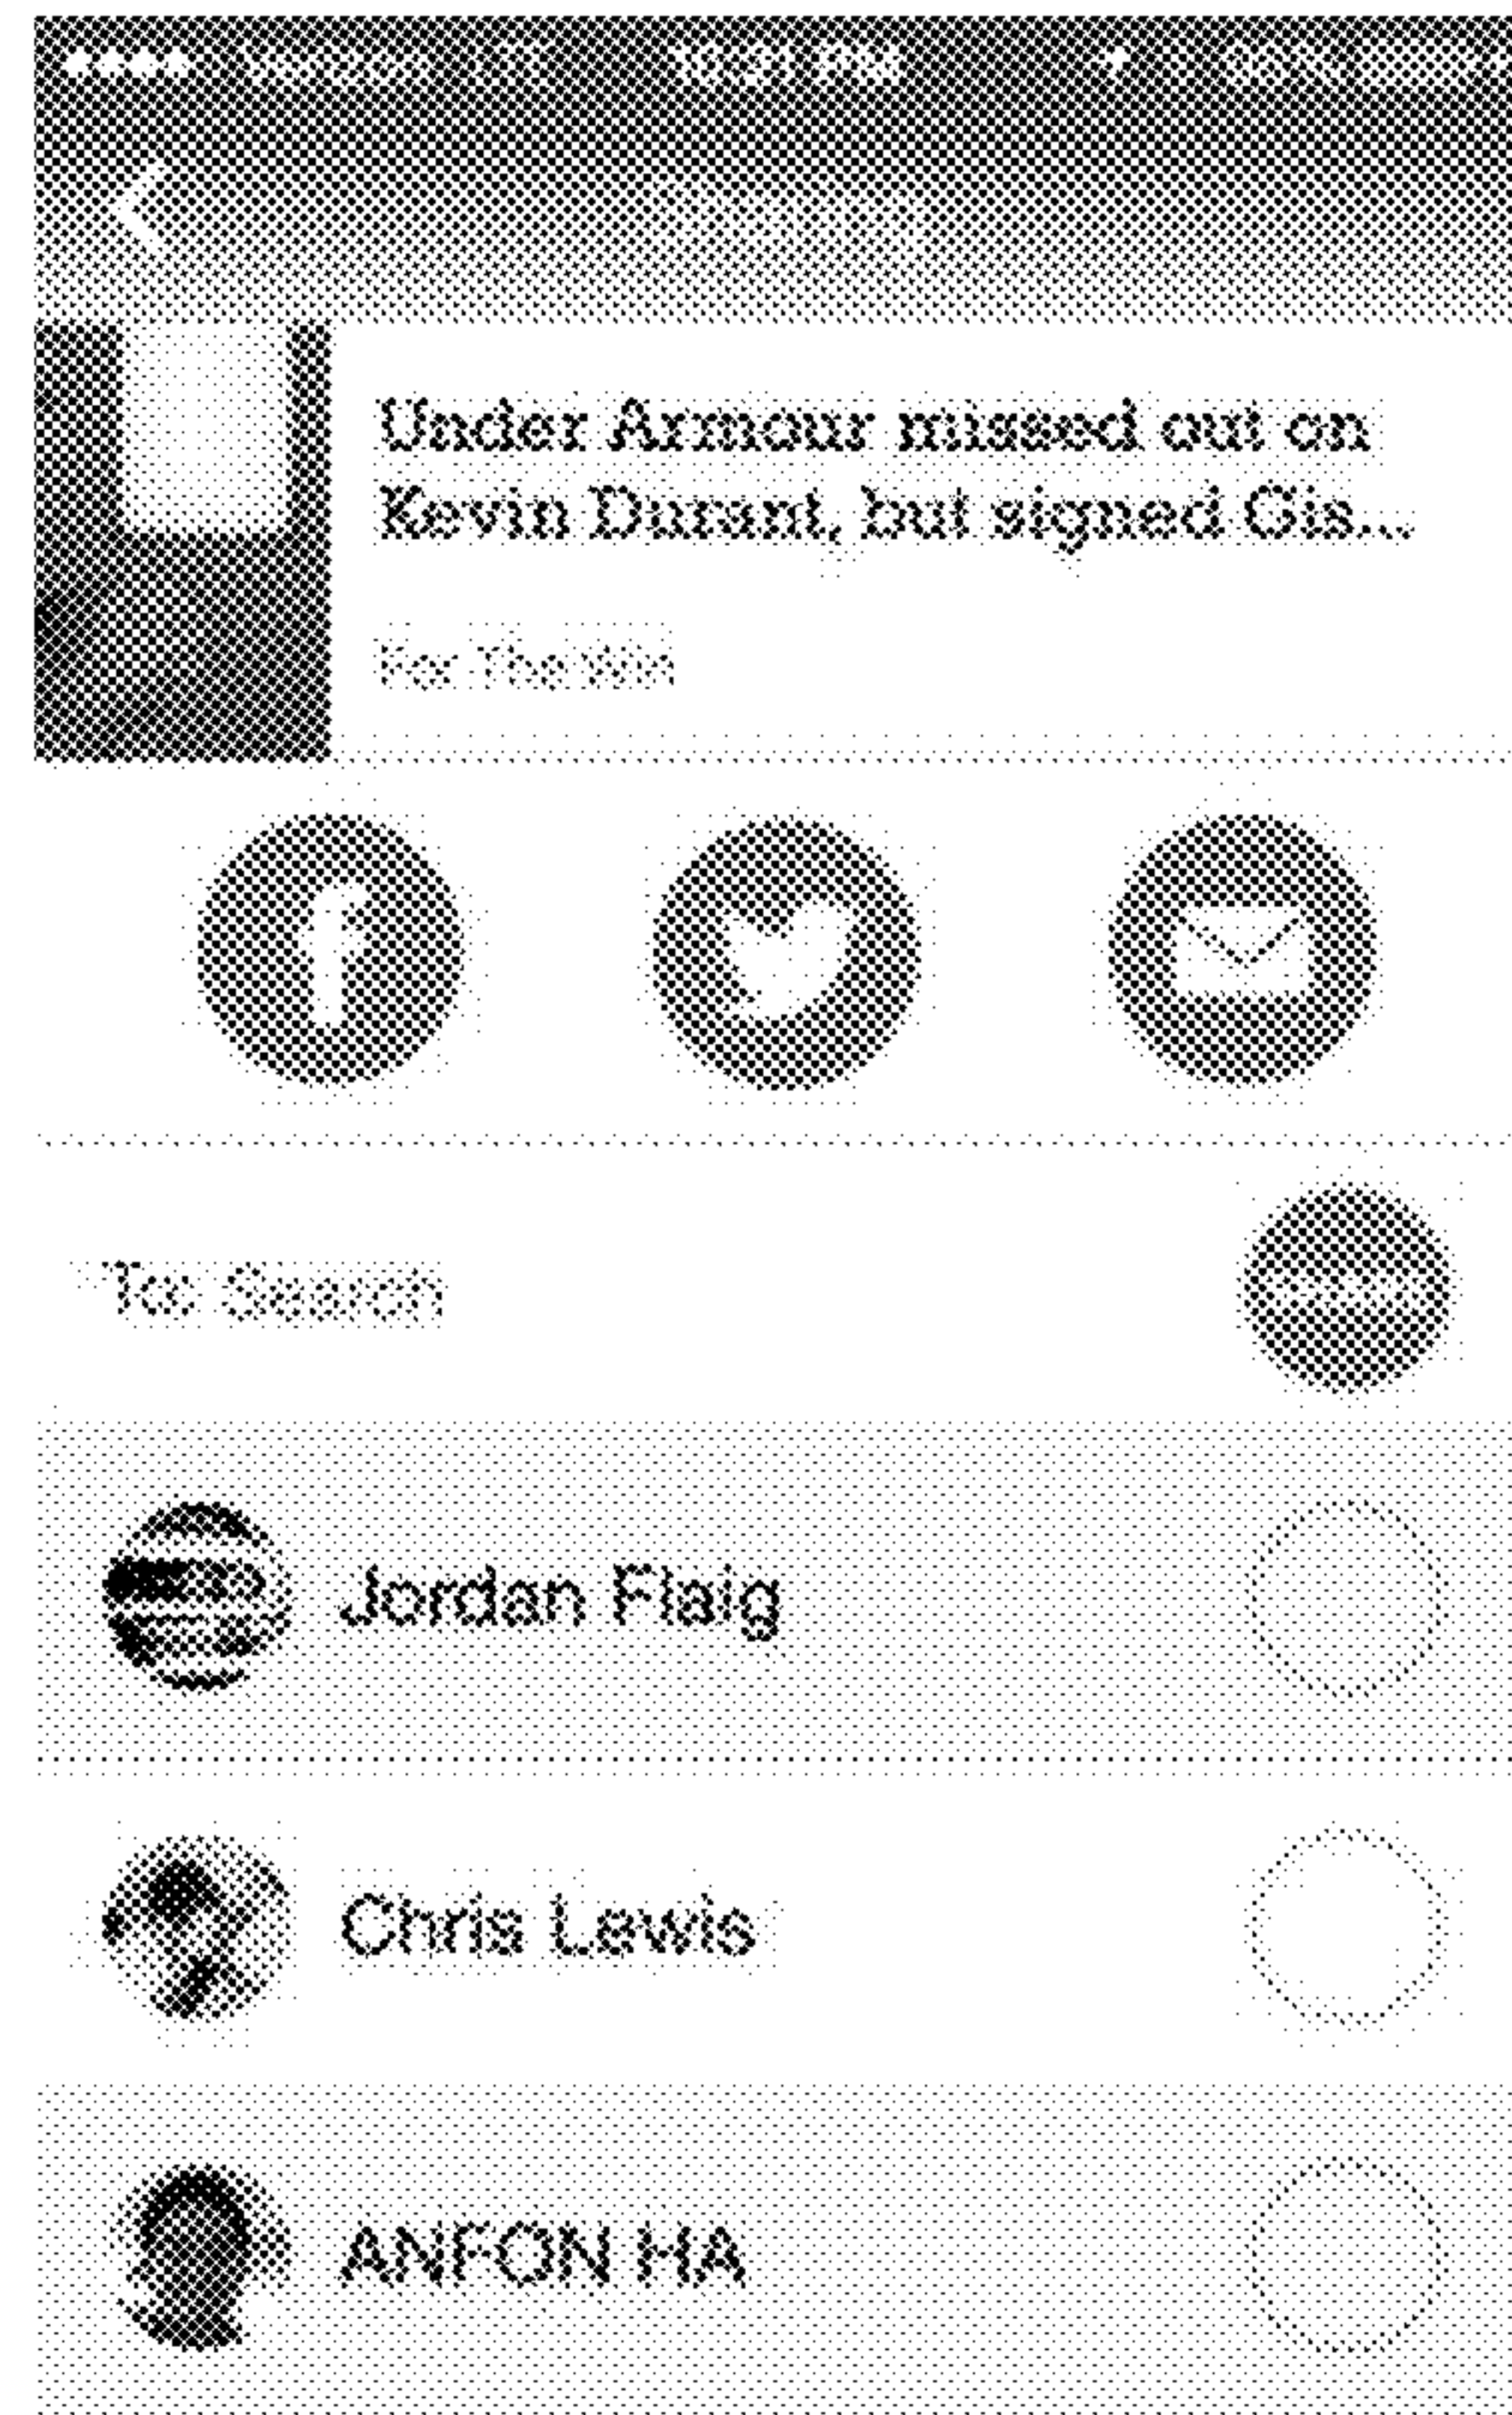 Under Armour missed out on
Kevin Durant, but signed Gis...
For The Win
To: Search
Jordan Flaig
Chris Lewis
ANFON HA